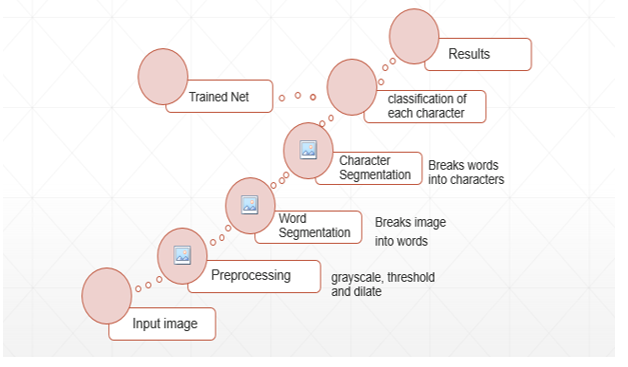 Results
Trained Net
classification of
each character
Character
Segmentation
Breaks words
into characters
Word
Segmentation
Breaks image
into words
Preprocessing
grayscale, threshold
and dilate
Input image